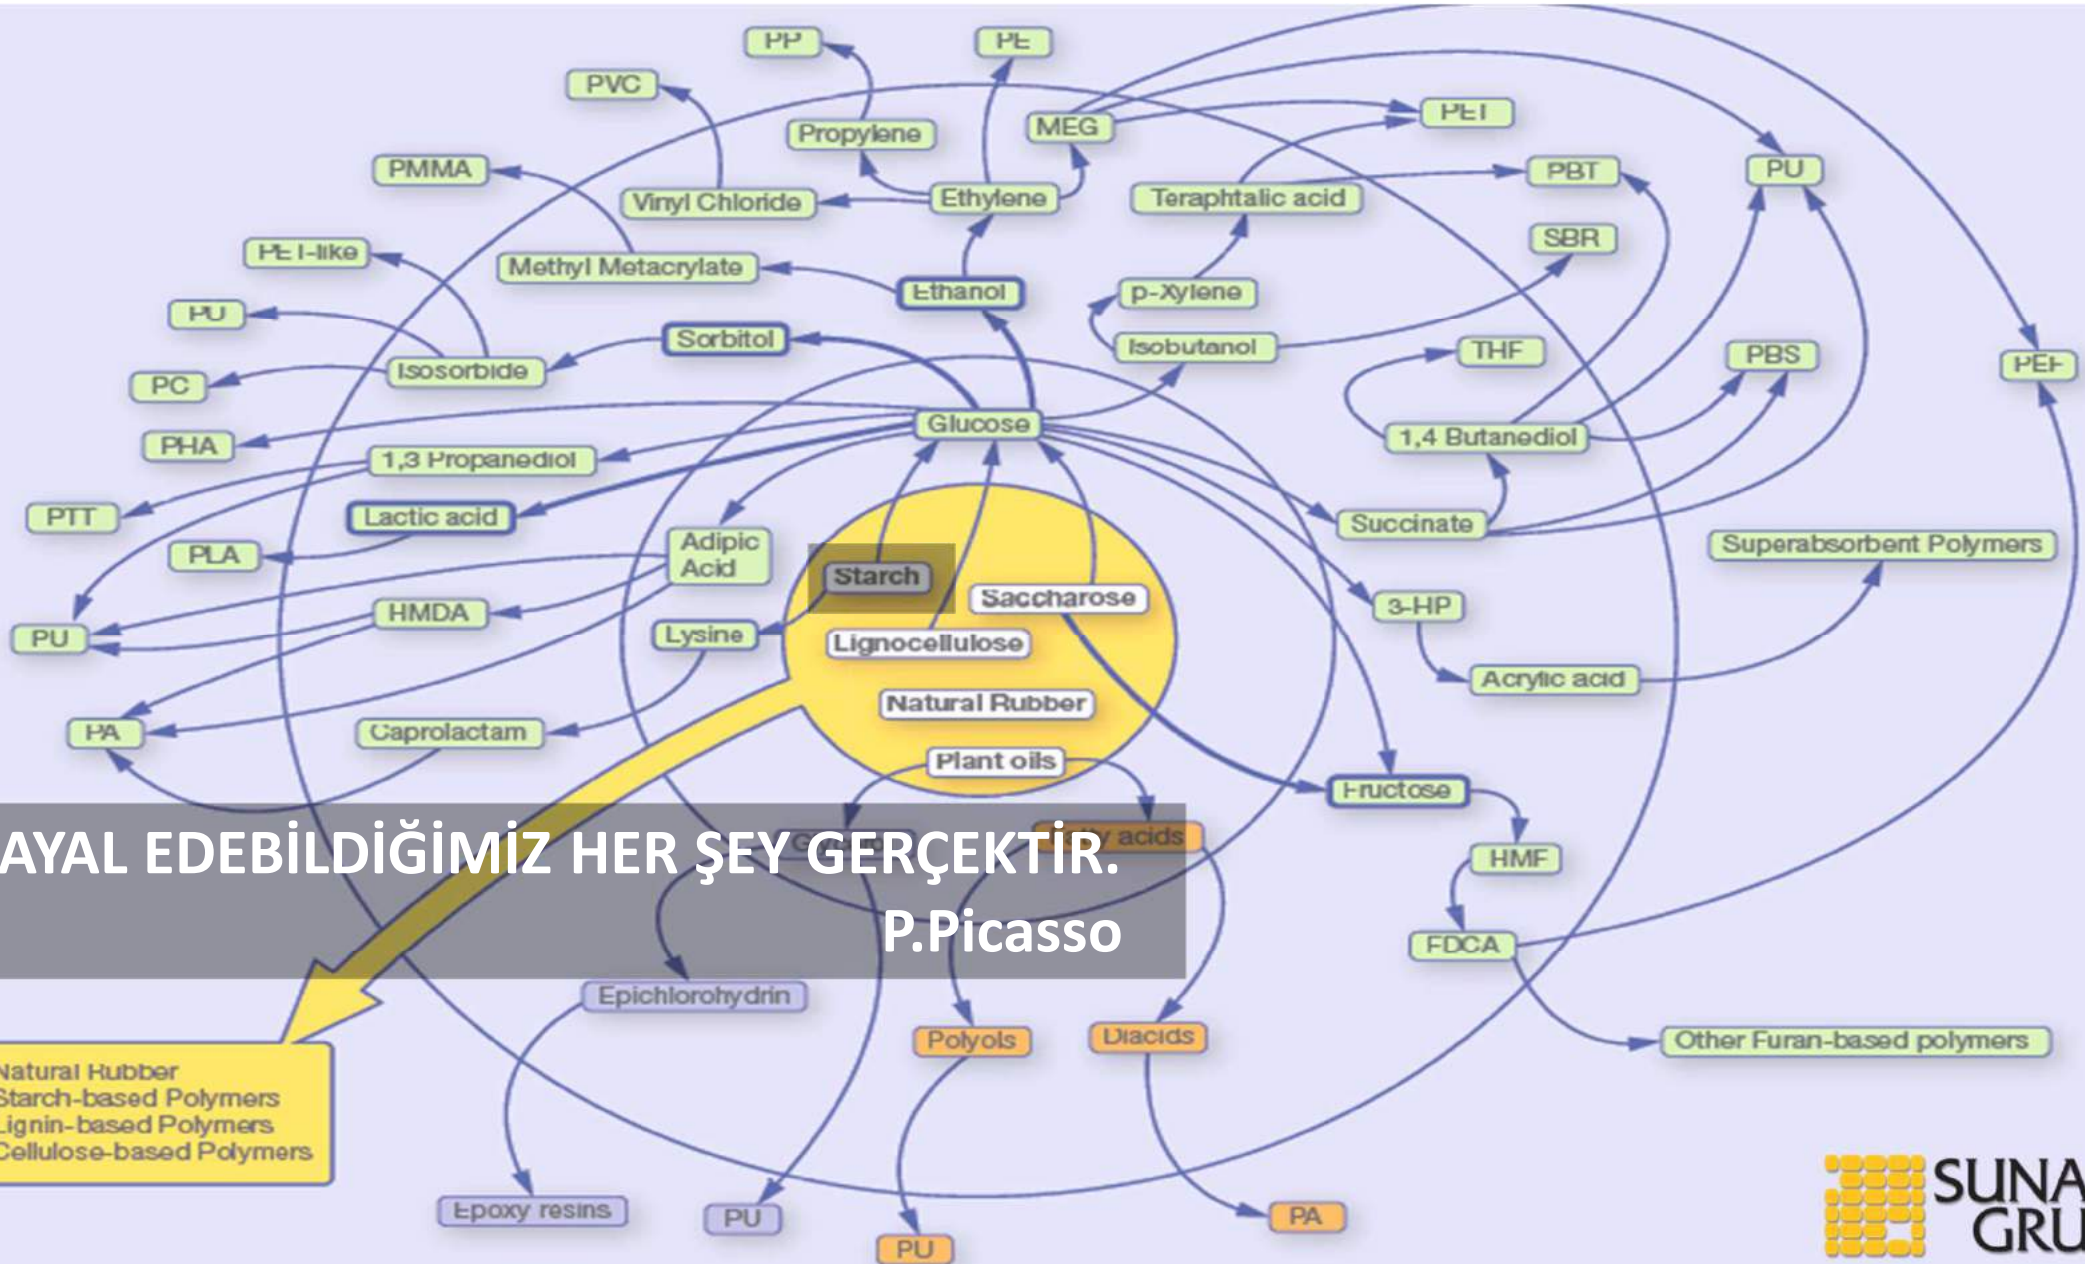 PP
PE
PVC
Propylene
MEG
PET
PMMA
Vinyl Chloride
Ethylene
Teraphtalic acid
PBT
PU
SBR
PET-like
Methyl Metacrylate
Ethanol
p-Xylene
PU
Sorbitol
Isobutanol
THF
PBS
PEF
PC
Isosorbide
Glucose
1,4 Butanediol
PHA
1,3 Propanediol
PTT
Lactic acid
Succinate
PLA
Adipic
Acid
Superabsorbent Polymers
Starch
Saccharose
3-HP
HMDA
PU
Lysine
Lignocellulose
Acrylic acid
Natural Rubber
PA
Caprolactam
Plant oils
Fructose
AYAL EDEBİLDİĞİMİZ HER ŞEY GERÇEKTİR.
P.Picasso
Fatty acids
HMF
FDCA
Epichlorohydrin
Polyols
Diacids
Other Furan-based polymers
Natural Rubber
Starch-based Polymers
Lignin-based Polymers
Cellulose-based Polymers
Epoxy resins
PU
PU
PA
SUNA
GRU